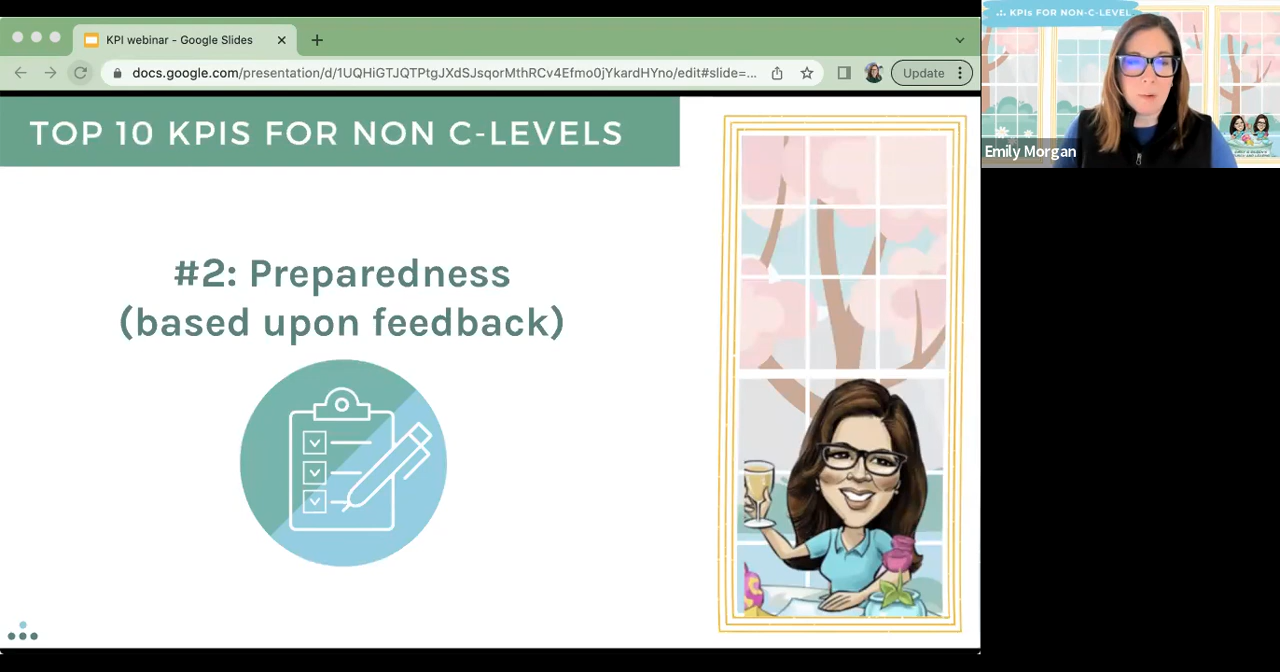 KPI webinar - Google Slides
docs.google.com/presentation/d/1UQHiGTJQTPtgJXdSJsqorMthRCv4Efmo0jYkardHYno/edit#slide=...
Update
TOP 10 KPIS FOR NON C-LEVELS
#2: Preparedness
(based upon feedback)
KPIs FOR NON-C-LEVEL
Emily Morgan